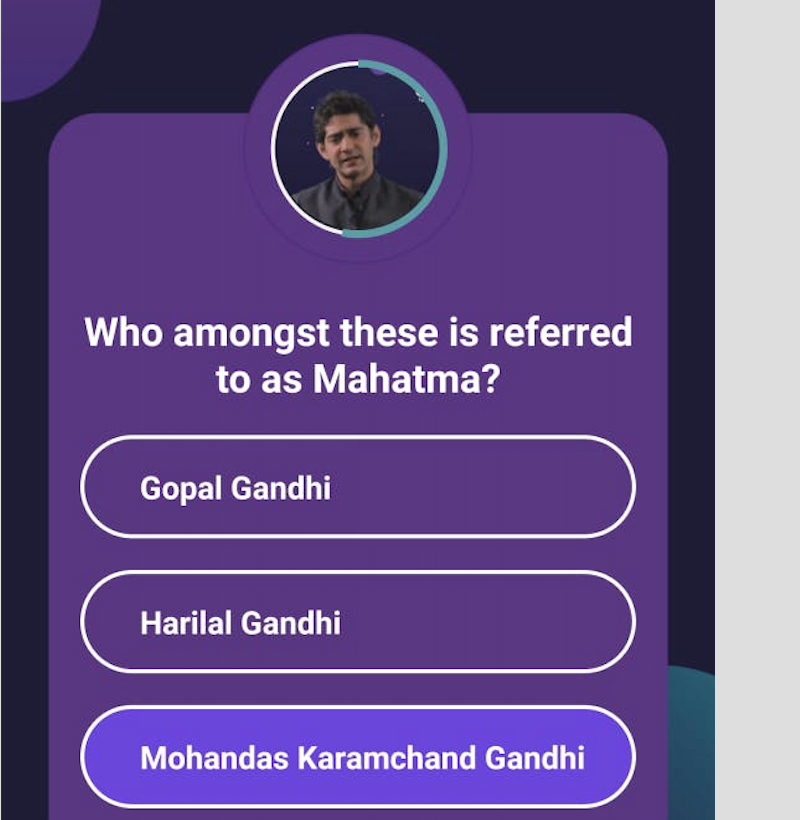 Who amongst these is referred
to as Mahatma?
Gopal Gandhi
Harilal Gandhi
Mohandas Karamchand Gandhi